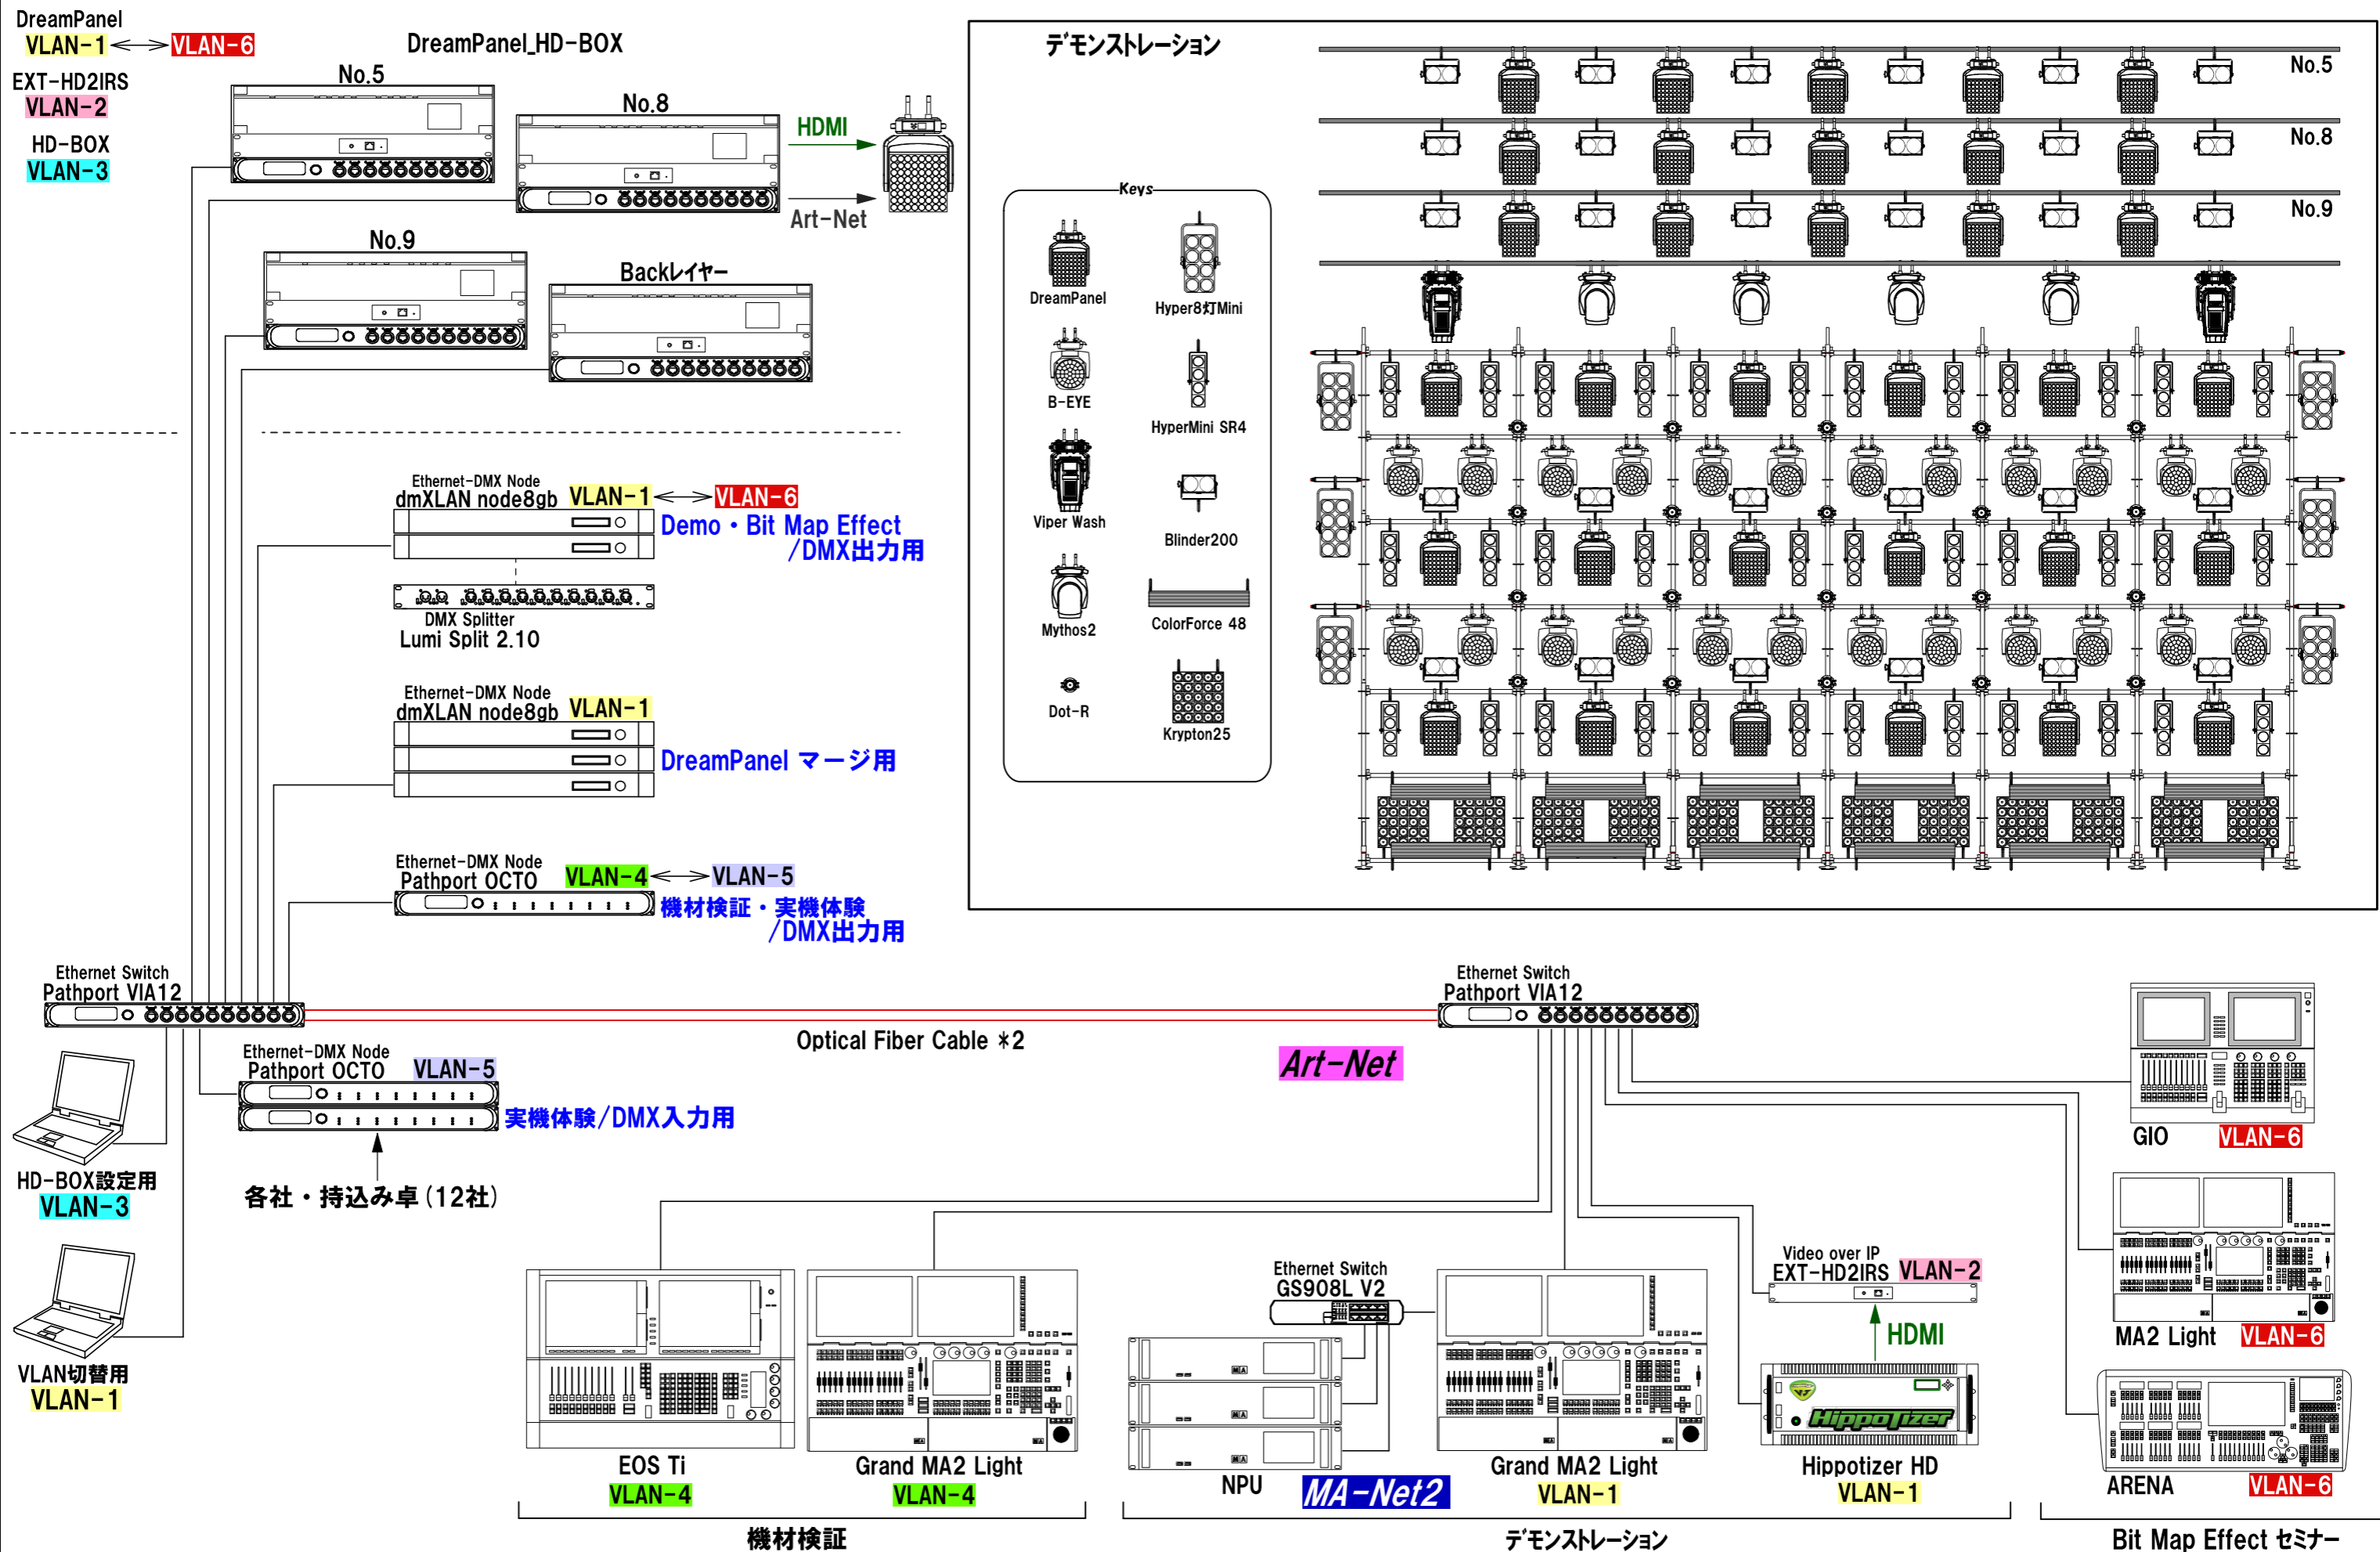 DreamPanel
VLAN-1
VLAN-6
EXT-HD2IRS
VLAN-2
HD-BOX
VLAN-3
DreamPanel_HD-BOX
No.5
No.8
HDMI
Art-Net
No.9
Backレイヤー
Ethernet-DMX Node
dmXLAN node8gb
VLAN-1
VLAN-6
Demo・Bit Map Effect
/DMX出力用
DMX Splitter
Lumi Split 2.10
Ethernet-DMX Node
dmXLAN node8gb
VLAN-1
DreamPanel マージ用
Ethernet-DMX Node
Pathport OCTO
VLAN-4
VLAN-5
機材検証・実機体験
/DMX出力用
デモンストレーション
No.5
No.8
No.9
Keys
DreamPanel
Hyper8灯Mini
B-EYE
HyperMini SR4
Viper Wash
Blinder200
Mythos2
ColorForce 48
Dot-R
Krypton25
Ethernet Switch
Pathport VIA12
Optical Fiber Cable *2
Ethernet Switch
Pathport VIA12
Art-Net
Ethernet-DMX Node
Pathport OCTO
VLAN-5
実機体験/DMX入力用
各社・持込み卓(12社)
HD-BOX設定用
VLAN-3
VLAN切替用
VLAN-1
EOS Ti
VLAN-4
Grand MA2 Light
VLAN-4
機材検証
Ethernet Switch
GS908L V2
NPU
MA-Net2
Grand MA2 Light
VLAN-1
Video over IP
EXT-HD2IRS
VLAN-2
HDMI
HippoTizer
Hippotizer HD
VLAN-1
デモンストレーション
GIO
VLAN-6
MA2 Light
VLAN-6
ARENA
VLAN-6
Bit Map Effect セミナー